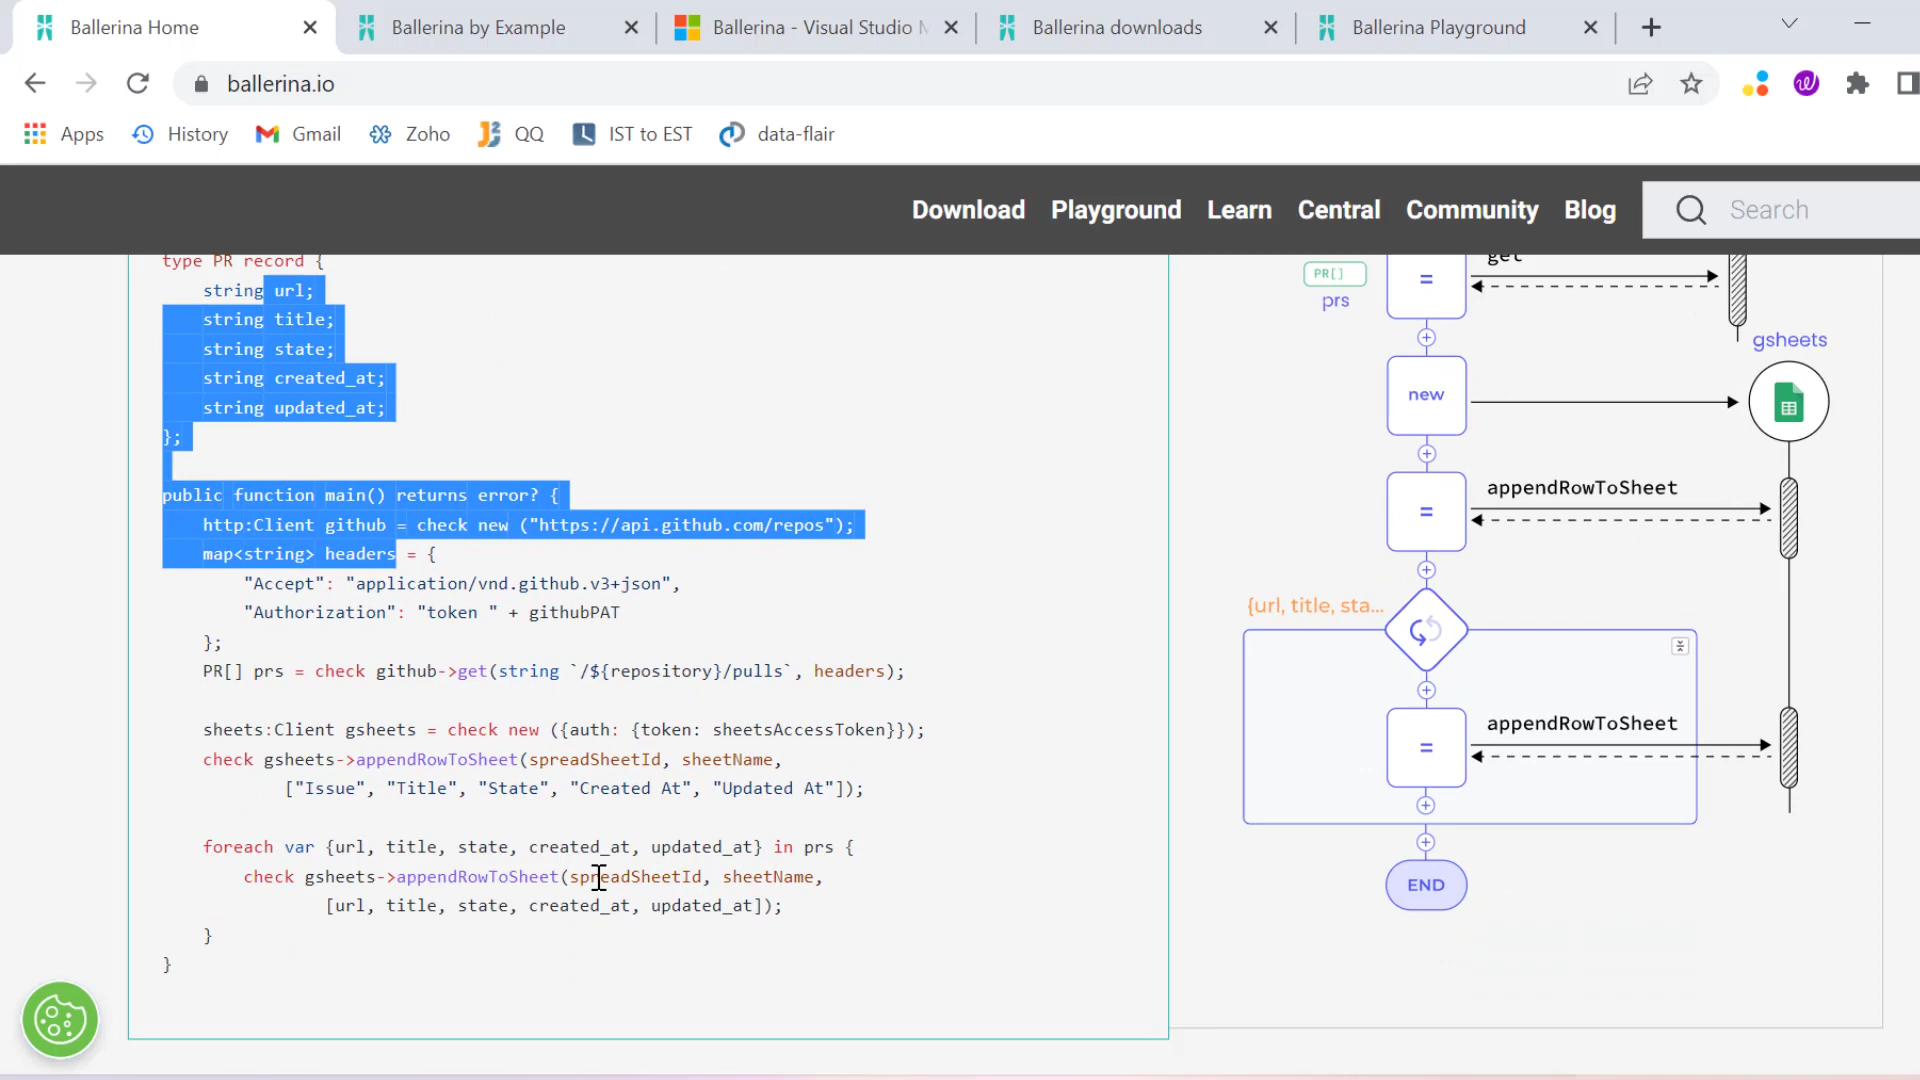 Ballerina Home
Ballerina by Example
Ballerina - Visual Studio M
Ballerina downloads
Ballerina Playground
ballerina.io
Apps
History
Gmail
Zoho
QQ
IST to EST
data-flair
Download
Playground
Learn
Central
Community
Blog
Search
type PR record {
string url;
string title;
string state;
string created_at;
string updated_at;
};
public function main() returns error? {
http:Client github = check new ("https://api.github.com/repos");
map<string> headers = {
"Accept": "application/vnd.github.v3+json",
"Authorization": "token " + githubPAT
};
PR[] prs = check github->get(string `/${repository}/pulls`, headers);
sheets:Client gsheets = check new ({auth: {token: sheetsAccessToken}});
check gsheets->appendRowToSheet(spreadSheetId, sheetName,
["Issue", "Title", "State", "Created At", "Updated At"]);
foreach var {url, title, state, created_at, updated_at} in prs {
check gsheets->appendRowToSheet(spreadSheetId, sheetName,
[url, title, state, created_at, updated_at]);
}
}
get
PR[]
=
prs
gsheets
new
appendRowToSheet
=
{url, title, sta...
appendRowToSheet
=
END